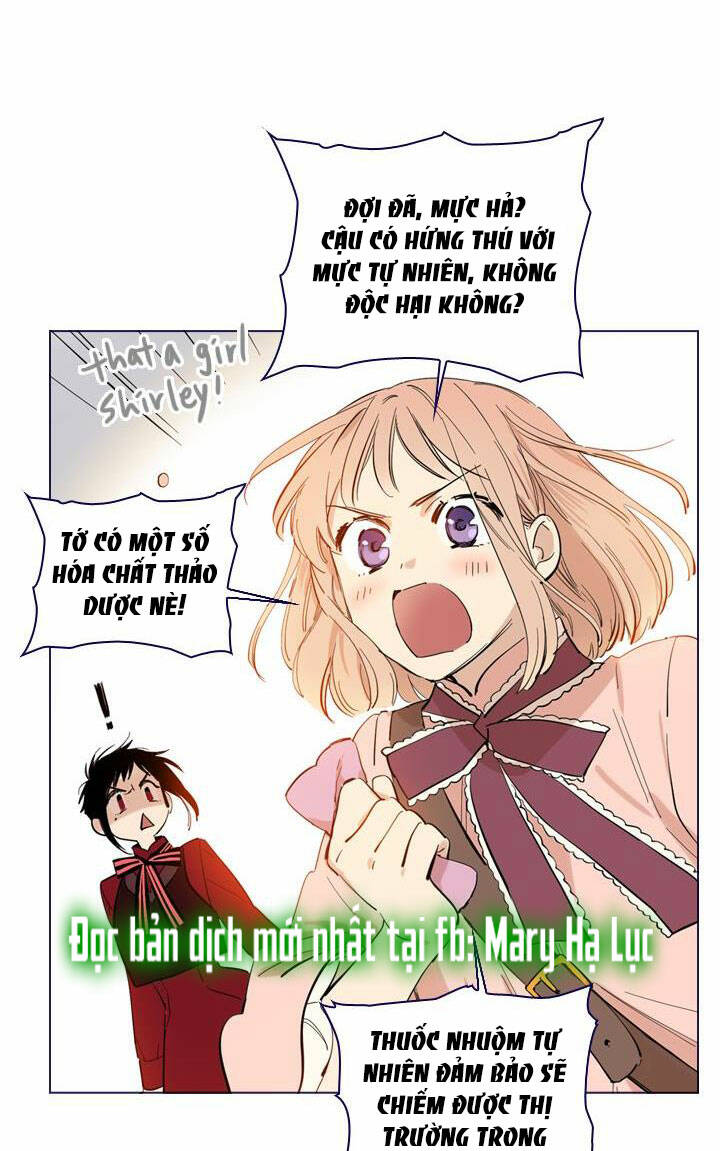 ĐỢI ĐÃ, MỰC HẢ?
CẬU CÓ HỨNG THÚ VỚI
MỰC TỰ NHIÊN, KHÔNG
ĐỘC HẠI KHÔNG?
that a girl
shirley!
TỚ CÓ MỘT SỐ
HÓA CHẤT THẢO
DƯỢC NÈ!
!
Đọc bản dịch mới nhất tại fb: Mary Hạ Lục
THUỐC NHUỘM TỰ
NHIÊN ĐẢM BẢO SẼ
CHIẾM ĐƯỢC THỊ
TRƯỜNG TRONG